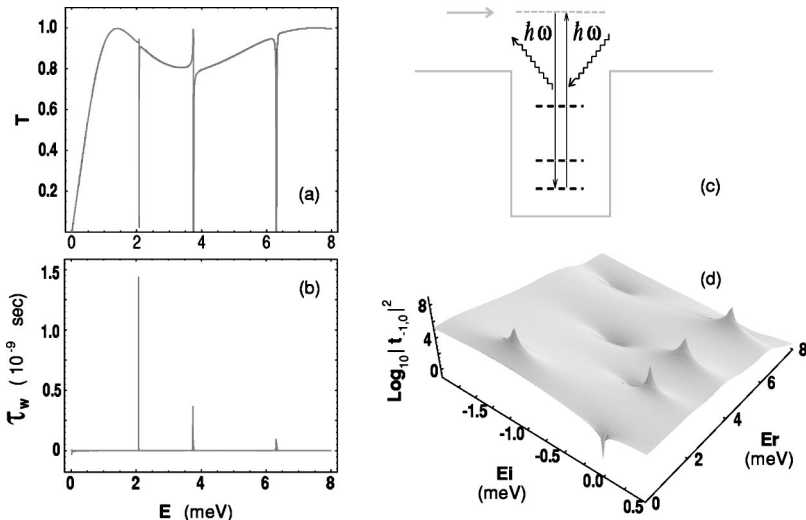 1.0
0.8
0.6
0.4
0.2
T
(a)
0 2 4 6 8
1.5
1.0
0.5
0
τw ( 10⁻⁹ sec)
(b)
0 2 4 6 8
E (meV)
ħω ħω
(c)
(d)
Log₁₀|t₋₁,₀|²
8
4
0
-1.5
-1.0
-0.5
0.0
0.5
Ei
(meV)
0
2
4
6
8
Er
(meV)